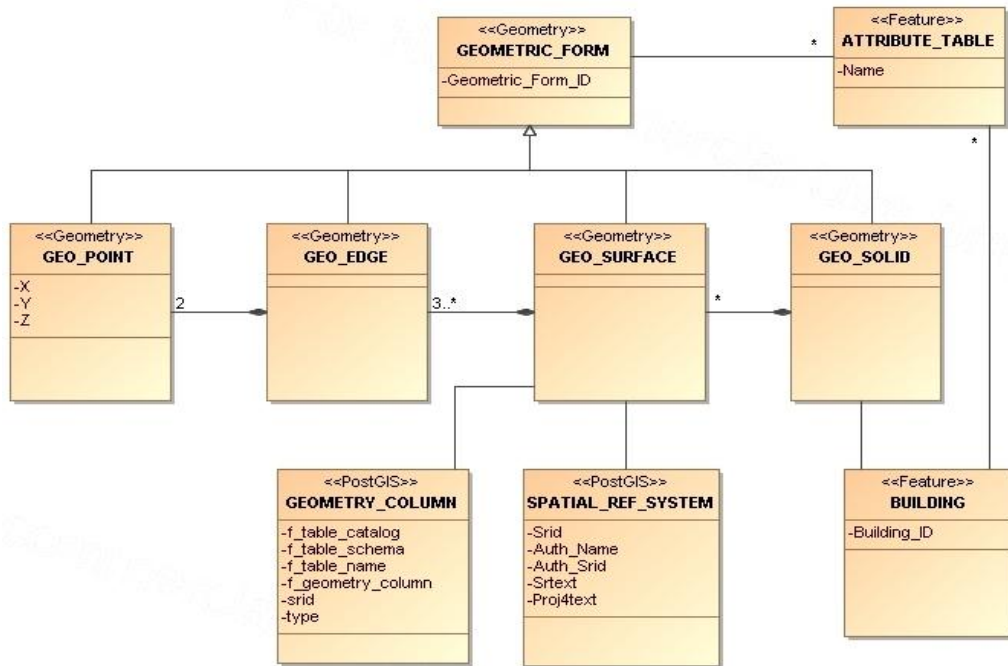 <<Geometry>>
GEOMETRIC_FORM
-Geometric_Form_ID
*
<<Feature>>
ATTRIBUTE_TABLE
-Name
*
<<Geometry>>
GEO_POINT
-X
-Y
-Z
2
<<Geometry>>
GEO_EDGE
3..*
<<Geometry>>
GEO_SURFACE
*
<<Geometry>>
GEO_SOLID
<<PostGIS>>
GEOMETRY_COLUMN
-f_table_catalog
-f_table_schema
-f_table_name
-f_geometry_column
-srid
-type
<<PostGIS>>
SPATIAL_REF_SYSTEM
-Srid
-Auth_Name
-Auth_Srid
-Srtext
-Proj4text
<<Feature>>
BUILDING
-Building_ID